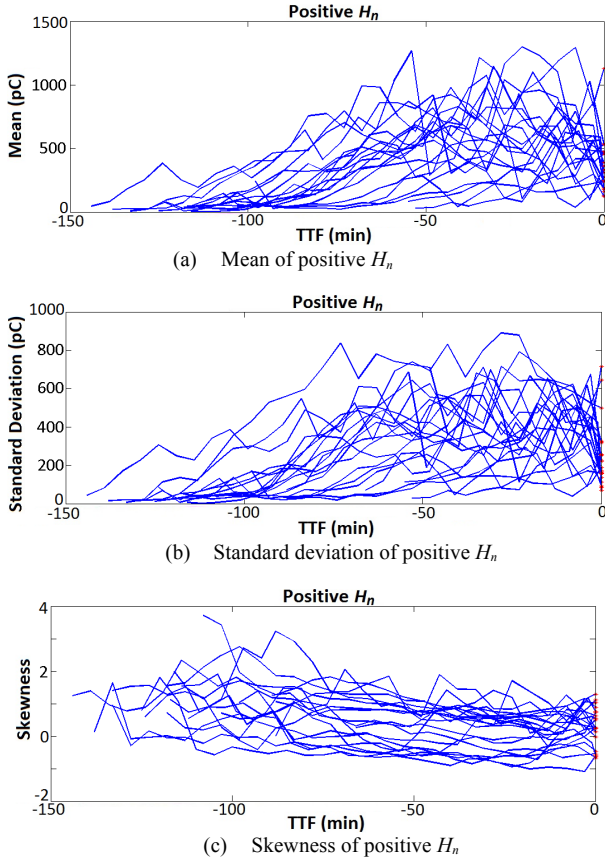 Positive Hn
1500
1000
500
0
Mean (pC)
-150
-100
-50
0
TTF (min)
(a) Mean of positive Hn
Positive Hn
1000
800
600
400
200
0
Standard Deviation (pC)
-150
-100
-50
0
TTF (min)
(b) Standard deviation of positive Hn
Positive Hn
4
2
0
-2
Skewness
-150
-100
-50
0
TTF (min)
(c) Skewness of positive Hn